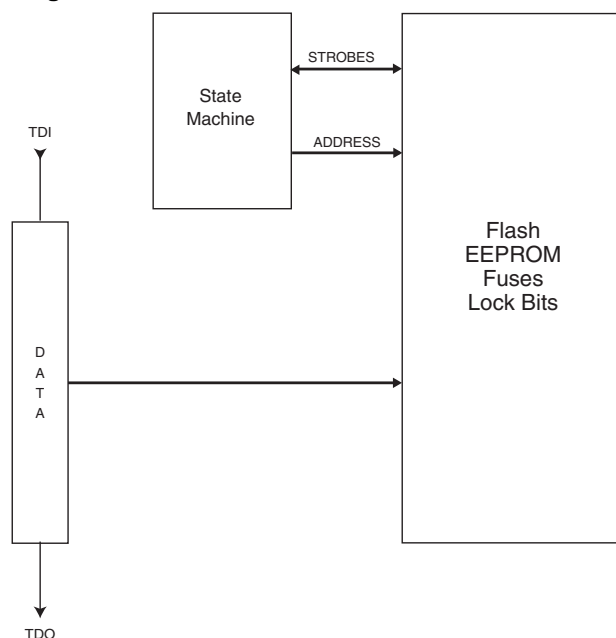 STROBES
State
Machine
ADDRESS
TDI
Flash
EEPROM
Fuses
Lock Bits
D
A
T
A
TDO